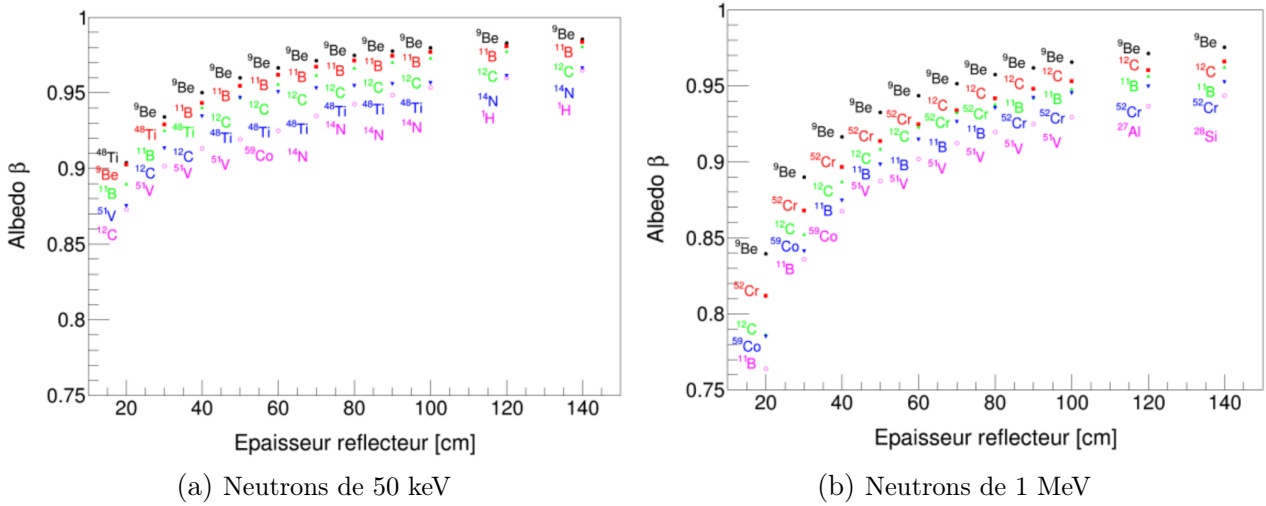 Albedo β
1
0.95
0.9
0.85
0.8
0.75
⁴⁸Ti
⁹Be
¹¹B
⁵¹V
¹²C
⁹Be
⁴⁸Ti
¹¹B
¹²C
⁵¹V
⁹Be
¹¹B
⁴⁸Ti
¹²C
⁵¹V
⁹Be
¹¹B
¹²C
⁴⁸Ti
⁵¹V
⁹Be
¹¹B
¹²C
⁴⁸Ti
⁵⁹Co
⁹Be
¹¹B
¹²C
⁴⁸Ti
¹⁴N
⁹Be
¹¹B
¹²C
⁴⁸Ti
¹⁴N
⁹Be
¹¹B
¹²C
⁴⁸Ti
¹⁴N
⁹Be
¹¹B
¹²C
⁴⁸Ti
¹⁴N
⁹Be
¹¹B
¹²C
¹⁴N
¹H
⁹Be
¹¹B
¹²C
¹⁴N
¹H
20 40 60 80 100 120 140
Epaisseur reflecteur [cm]
(a) Neutrons de 50 keV
Albedo β
1
0.95
0.9
0.85
0.8
0.75
⁹Be
⁵²Cr
¹²C
⁵⁹Co
¹¹B
⁹Be
⁵²Cr
¹²C
⁵⁹Co
¹¹B
⁹Be
⁵²Cr
¹²C
¹¹B
⁵⁹Co
⁹Be
⁵²Cr
¹²C
¹¹B
⁵¹V
⁹Be
⁵²Cr
¹²C
¹¹B
⁵¹V
⁹Be
¹²C
⁵²Cr
¹¹B
⁵¹V
⁹Be
¹²C
⁵²Cr
¹¹B
⁵¹V
⁹Be
¹²C
¹¹B
⁵²Cr
⁵¹V
⁹Be
¹²C
¹¹B
⁵²Cr
⁵¹V
⁹Be
¹²C
¹¹B
⁵²Cr
²⁷Al
⁹Be
¹²C
¹¹B
⁵²Cr
²⁸Si
20 40 60 80 100 120 140
Epaisseur reflecteur [cm]
(b) Neutrons de 1 MeV